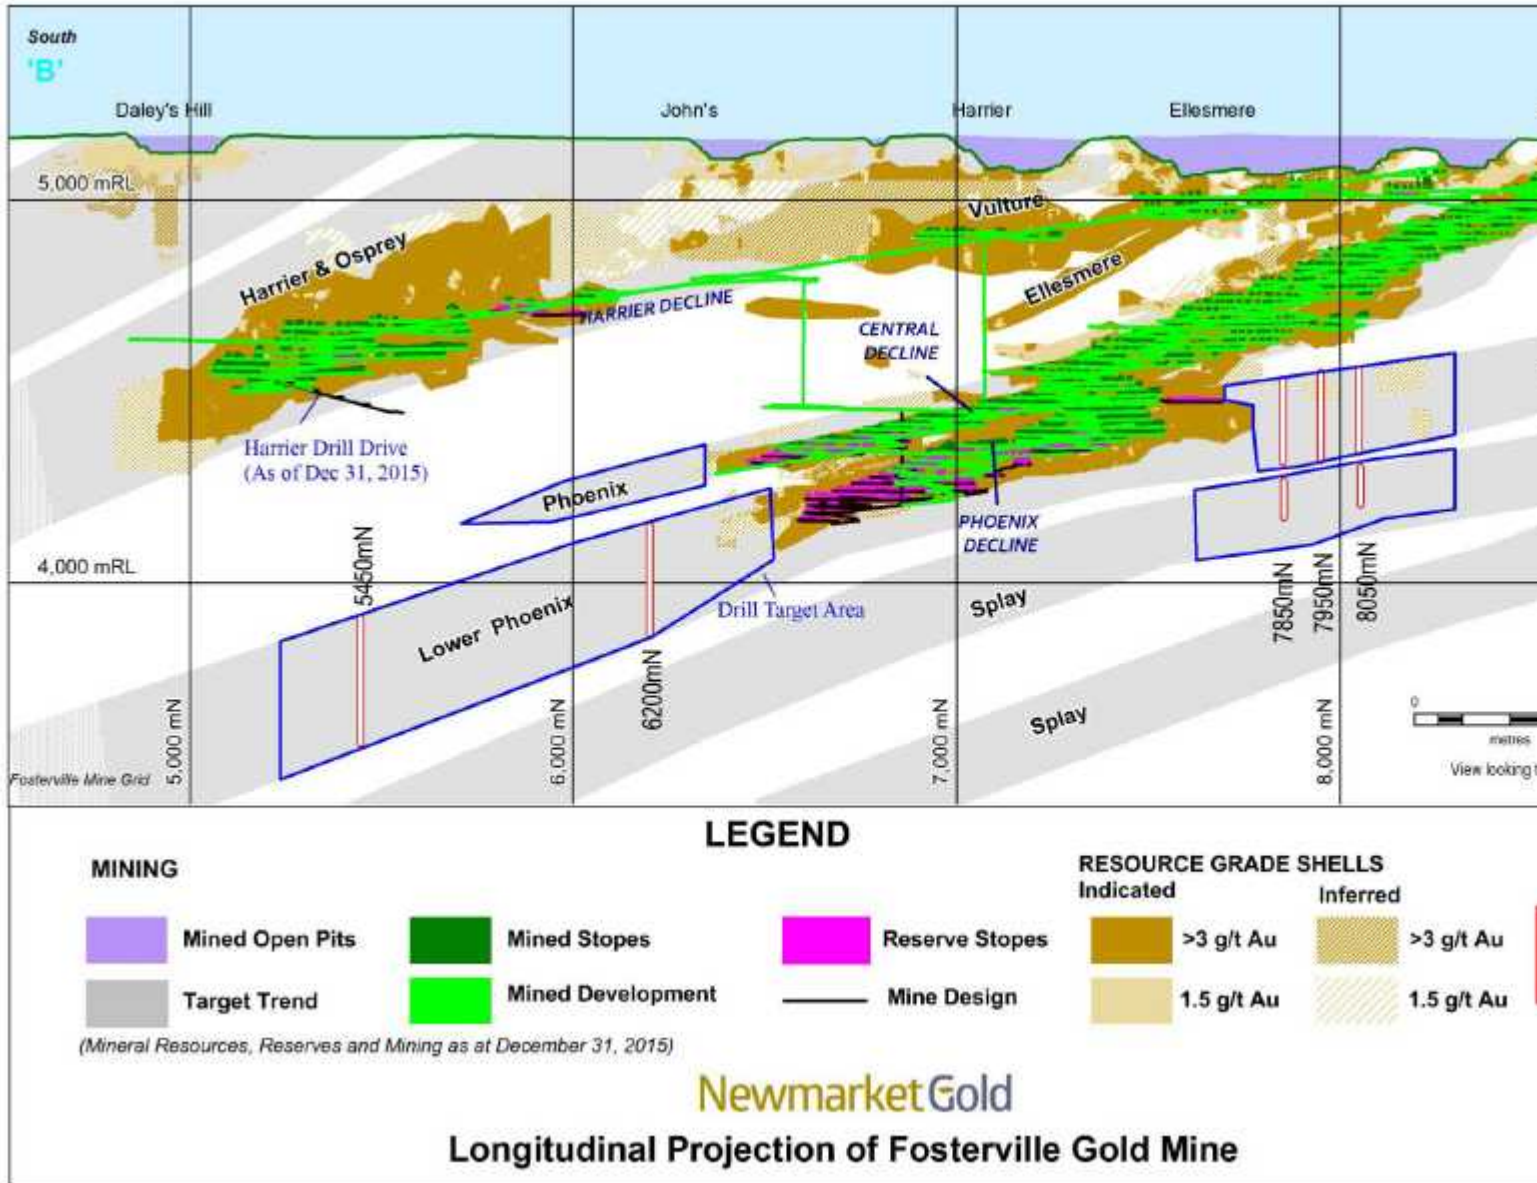 South
'B'
Daley's Hill
John's
Harrier
Ellesmere
5,000 mRL
Vulture
Harrier & Osprey
Ellesmere
HARRIER DECLINE
CENTRAL
DECLINE
Harrier Drill Drive
(As of Dec 31, 2015)
Phoenix
PHOENIX
DECLINE
4,000 mRL
5450mN
Drill Target Area
Splay
7850mN
7950mN
8050mN
Lower Phoenix
6200mN
Splay
5,000 mN
6,000 mN
7,000 mN
8,000 mN
0
metres
Fosterville Mine Grid
View looking t
LEGEND
MINING
RESOURCE GRADE SHELLS
Indicated
Inferred
Mined Open Pits
Mined Stopes
Reserve Stopes
>3 g/t Au
>3 g/t Au
Target Trend
Mined Development
Mine Design
1.5 g/t Au
1.5 g/t Au
(Mineral Resources, Reserves and Mining as at December 31, 2015)
NewmarketGold
Longitudinal Projection of Fosterville Gold Mine